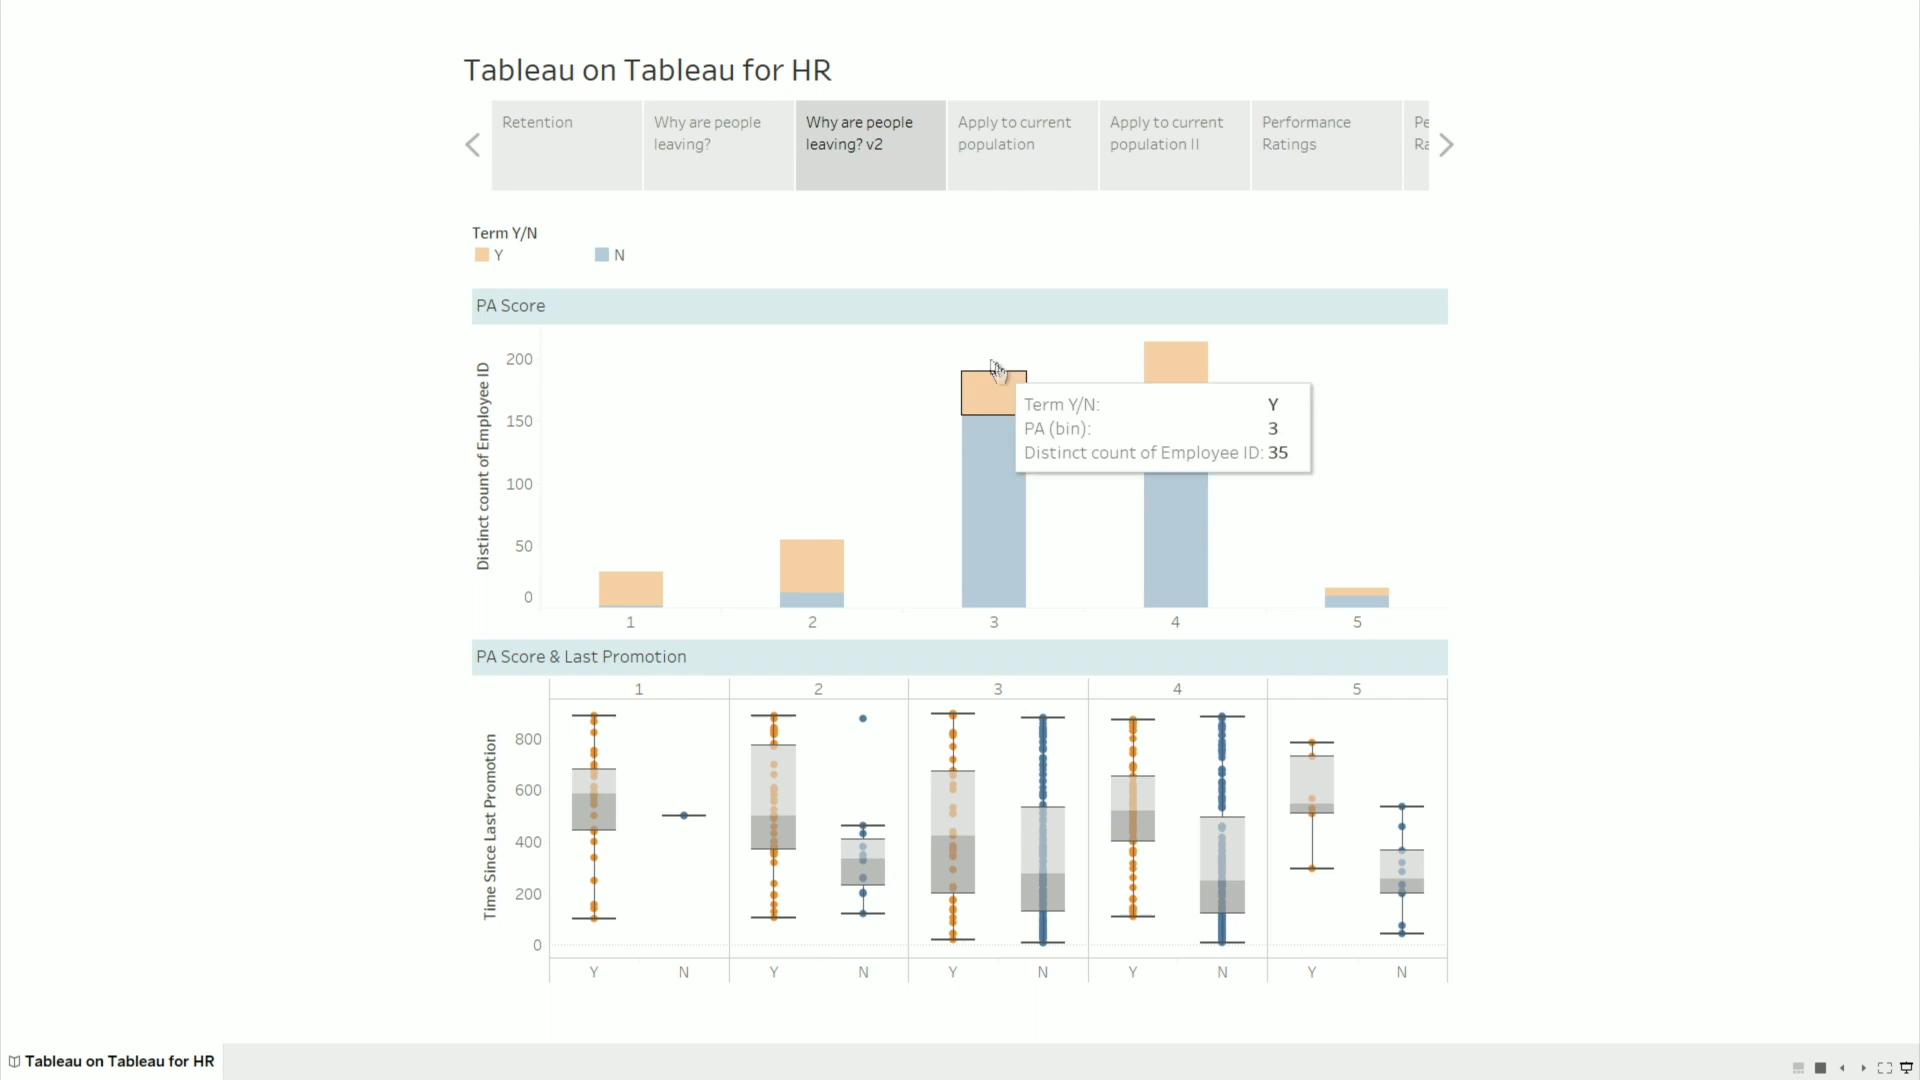 Tableau on Tableau for HR
Retention
Why are people
leaving?
Why are people
leaving? v2
Apply to current
population
Apply to current
population II
Performance
Ratings
Pe
Ra
Term Y/N
Y
N
PA Score
Distinct count of Employee ID
200
150
100
50
0
Term Y/N: Y
PA (bin): 3
Distinct count of Employee ID: 35
1 2 3 4 5
PA Score & Last Promotion
1 2 3 4 5
Time Since Last Promotion
800
600
400
200
0
Y N Y N Y N Y N Y N
Tableau on Tableau for HR